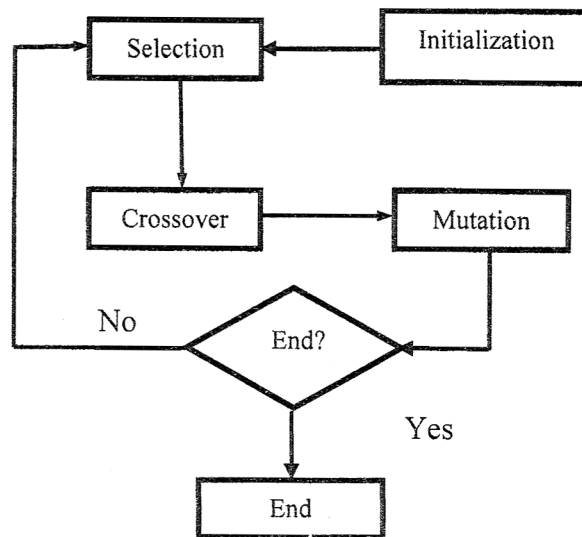 Selection
Initialization
Crossover
Mutation
No
End?
Yes
End